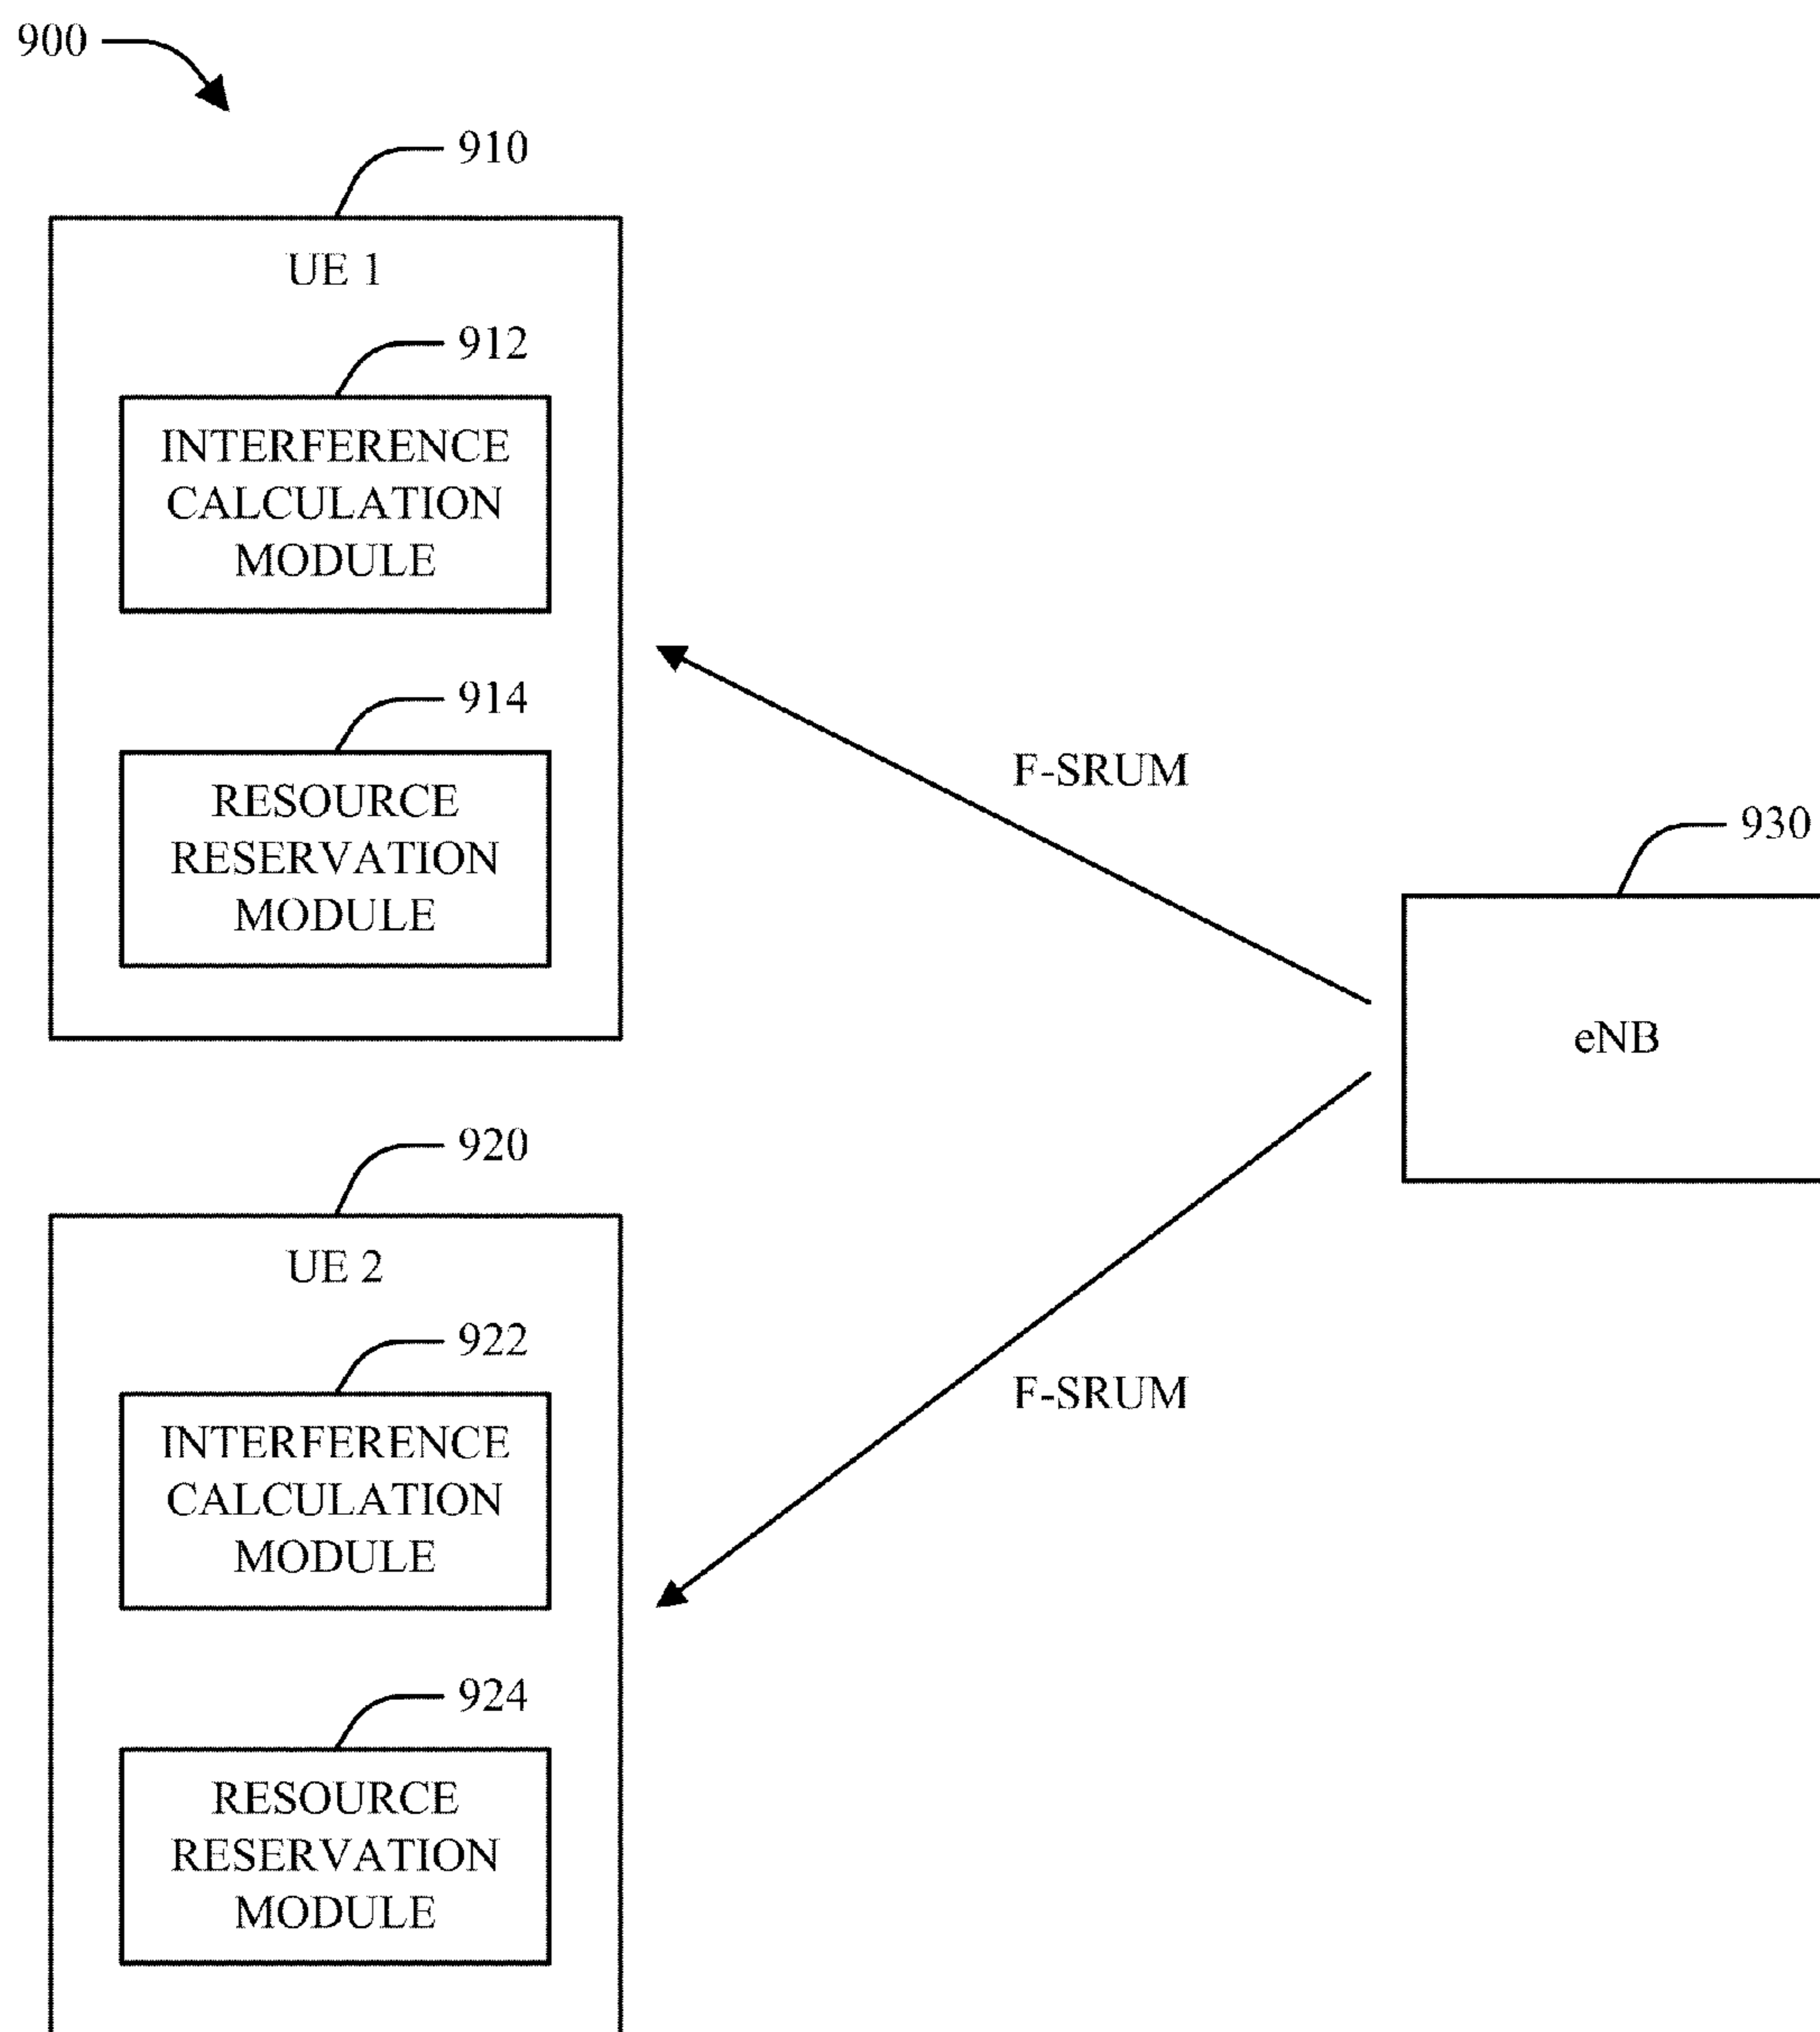 900
910
UE 1
912
INTERFERENCE
CALCULATION
MODULE
914
RESOURCE
RESERVATION
MODULE
F-SRUM
930
eNB
920
UE 2
922
INTERFERENCE
CALCULATION
MODULE
F-SRUM
924
RESOURCE
RESERVATION
MODULE